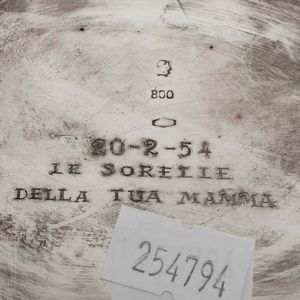 800
20-2-54
LE SORELLE
DELLA TUA MAMMA
254794